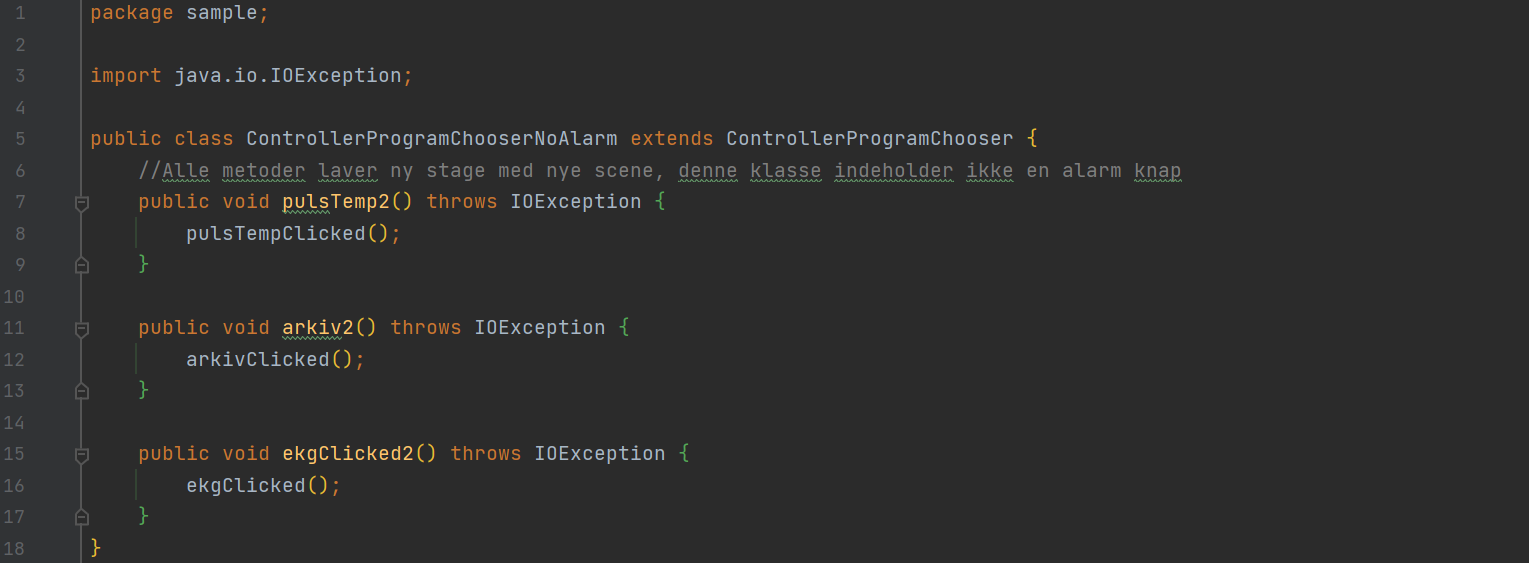 1 package sample;
2
3 import java.io.IOException;
4
5 public class ControllerProgramChooserNoAlarm extends ControllerProgramChooser {
6 //Alle metoder laver ny stage med nye scene, denne klasse indeholder ikke en alarm knap
7 public void pulsTemp2() throws IOException {
8 pulsTempClicked();
9 }
10
11 public void arkiv2() throws IOException {
12 arkivClicked();
13 }
14
15 public void ekgClicked2() throws IOException {
16 ekgClicked();
17 }
18 }